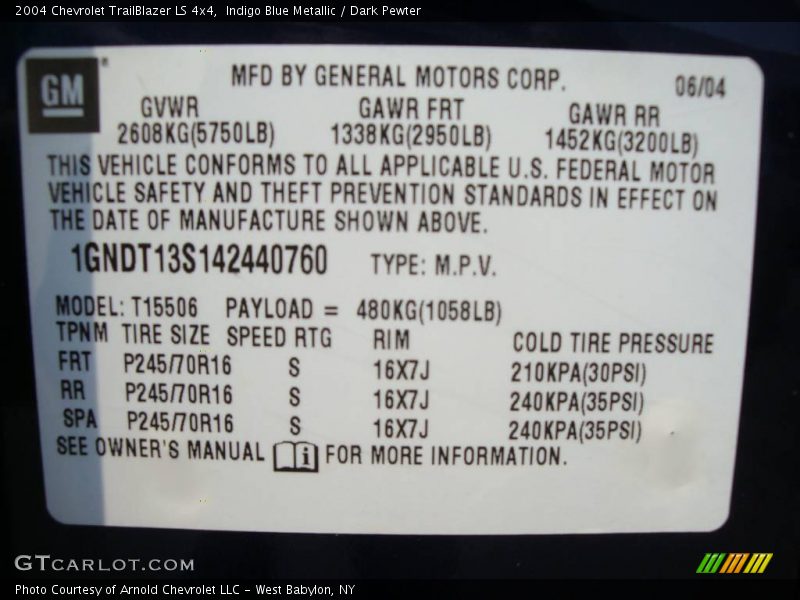 2004 Chevrolet TrailBlazer LS 4x4,  Indigo Blue Metallic / Dark Pewter
GM
MFD BY GENERAL MOTORS CORP.
06/04
GVWR GAWR FRT GAWR RR
2608KG(5750LB) 1338KG(2950LB) 1452KG(3200LB)
THIS VEHICLE CONFORMS TO ALL APPLICABLE U.S. FEDERAL MOTOR
VEHICLE SAFETY AND THEFT PREVENTION STANDARDS IN EFFECT ON
THE DATE OF MANUFACTURE SHOWN ABOVE.
1GNDT13S142440760 TYPE: M.P.V.
MODEL: T15506 PAYLOAD = 480KG(1058LB)
TPNM TIRE SIZE SPEED RTG RIM COLD TIRE PRESSURE
FRT P245/70R16 S 16X7J 210KPA(30PSI)
RR P245/70R16 S 16X7J 240KPA(35PSI)
SPA P245/70R16 S 16X7J 240KPA(35PSI)
SEE OWNER'S MANUAL i FOR MORE INFORMATION.
GTCARLOT.COM
Photo Courtesy of Arnold Chevrolet LLC - West Babylon, NY